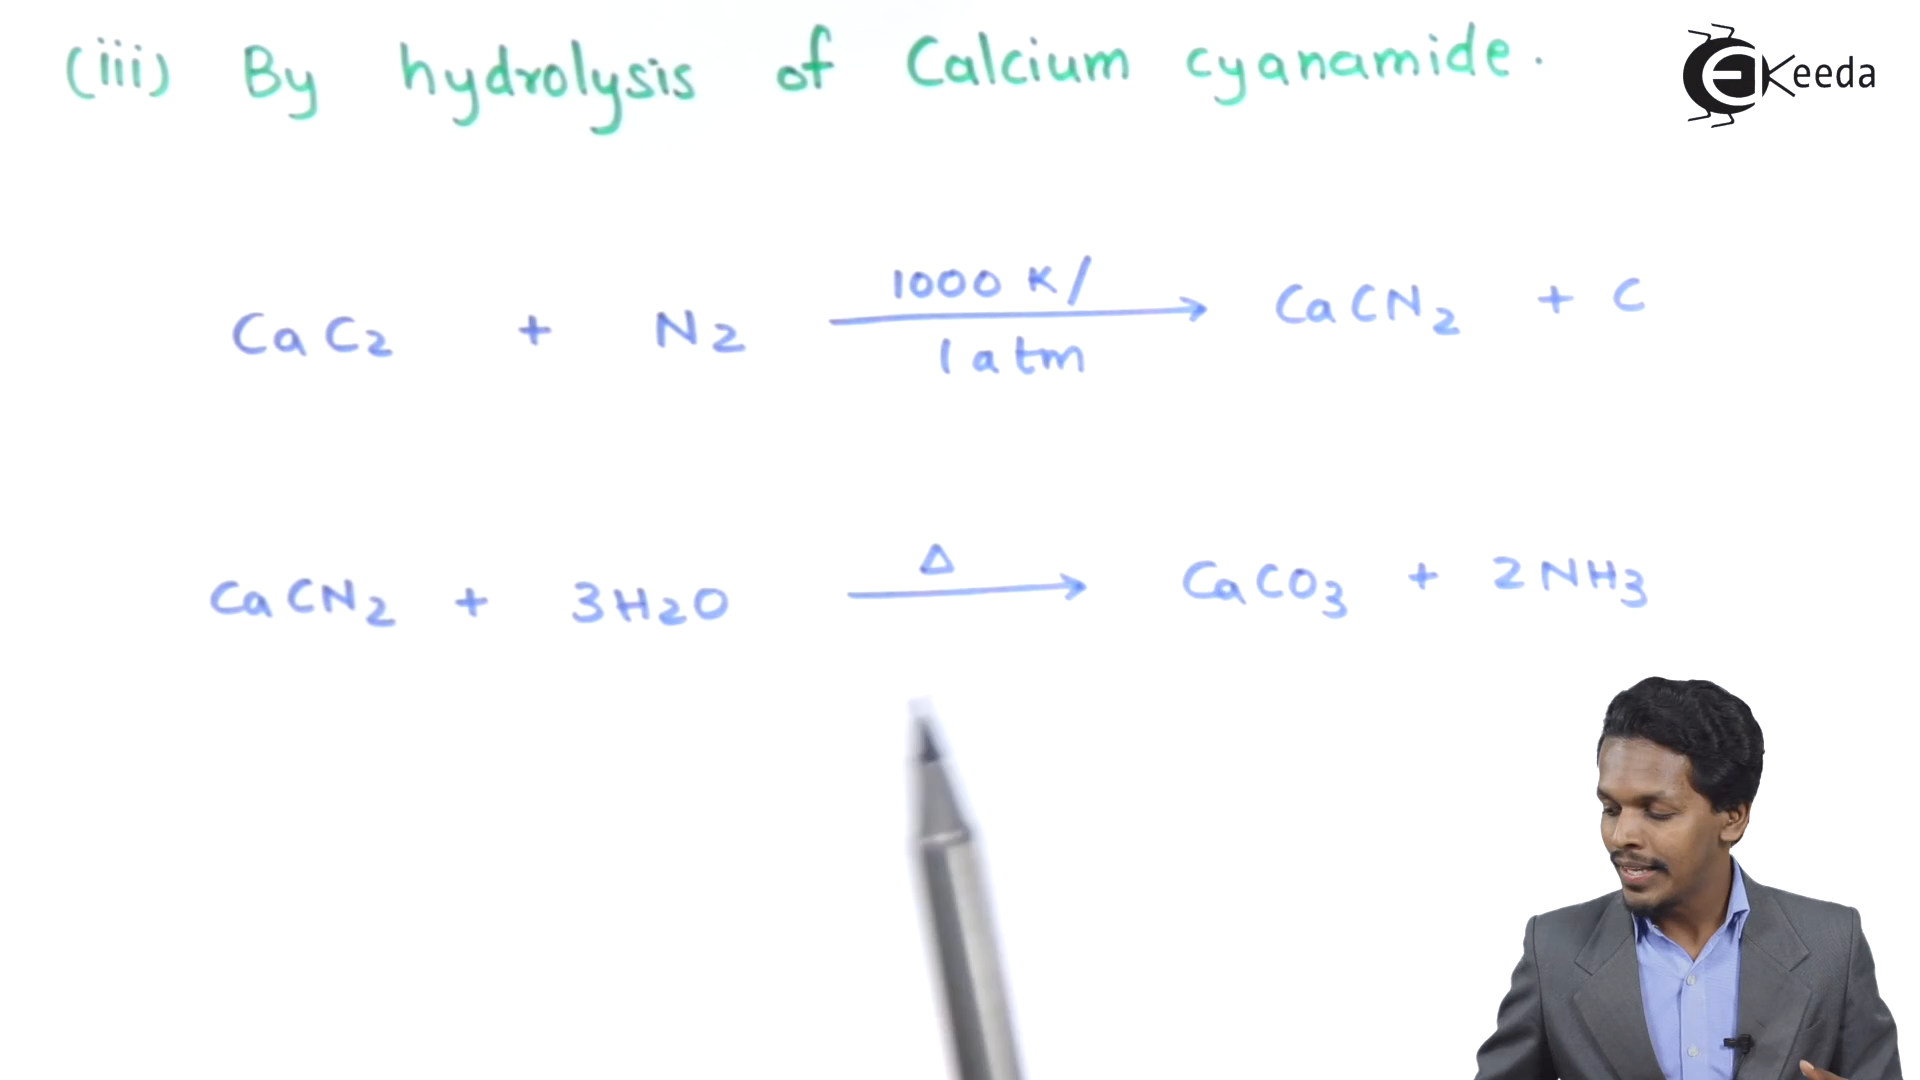 (iii) By hydrolysis of Calcium cyanamide.
EKeeda
CaC2 + N2 1000 K/ 1 atm → CaCN2 + C
CaCN2 + 3H2O Δ → CaCO3 + 2NH3